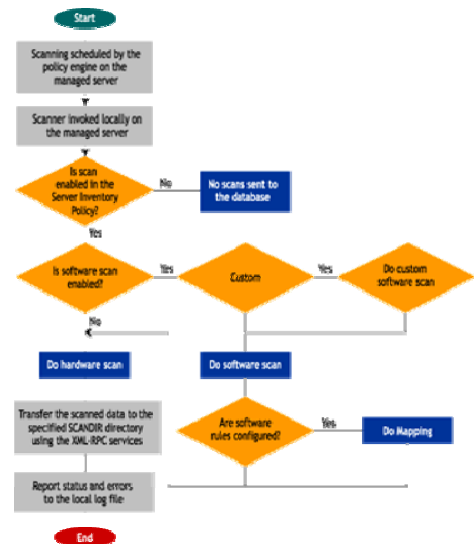 Start
Scanning scheduled by the
policy engine on the
managed server
Scanner invoked locally on
the managed server
Is scan
enabled in the
Server Inventory
Policy?
No
No scans sent to
the database
Yes
Is software scan
enabled?
Yes
Custom
Yes
Do custom
software scan
No
Do hardware scan
Do software scan
Transfer the scanned data to the
specified SCANDIR directory
using the XML-RPC services
Are software
rules configured?
Yes
Do Mapping
Report status and errors
to the local log file
End